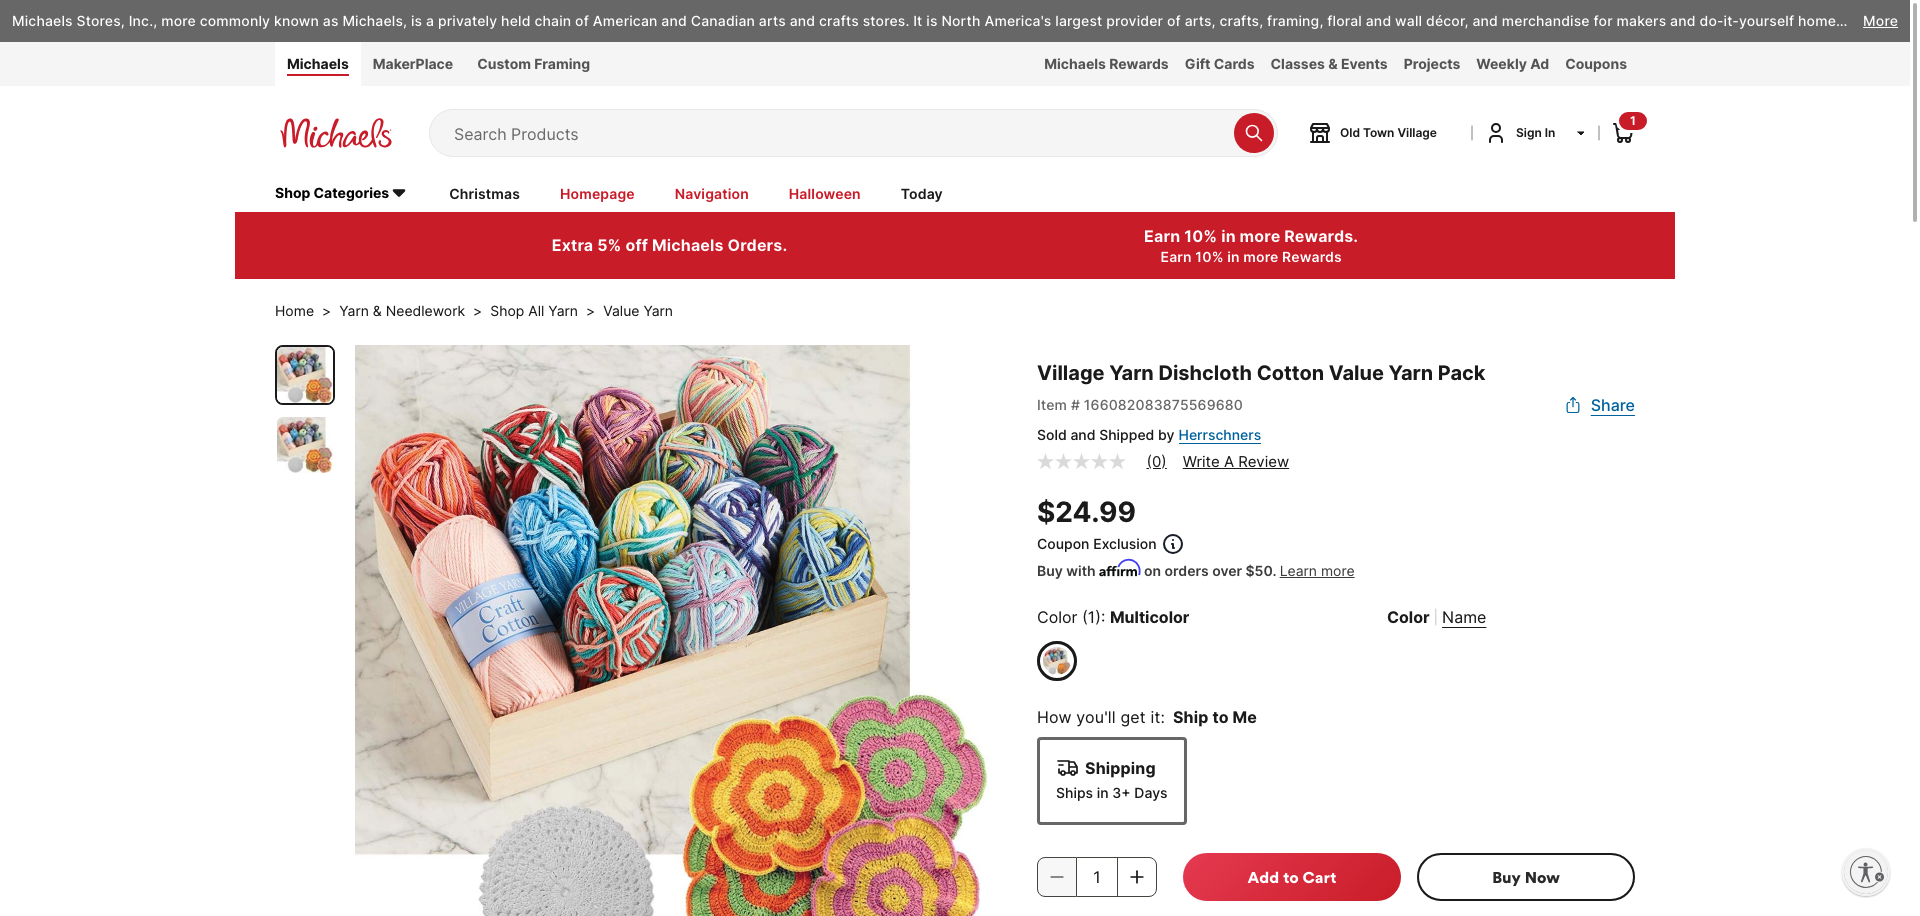 Michaels Stores, Inc., more commonly known as Michaels, is a privately held chain of American and Canadian arts and crafts stores. It is North America's largest provider of arts, crafts, framing, floral and wall décor, and merchandise for makers and do-it-yourself home... More
Michaels MakerPlace Custom Framing Michaels Rewards Gift Cards Classes & Events Projects Weekly Ad Coupons
Michaels Search Products Old Town Village | Sign In | 1
Shop Categories Christmas Homepage Navigation Halloween Today
Extra 5% off Michaels Orders.
Earn 10% in more Rewards.
Earn 10% in more Rewards
Home > Yarn & Needlework > Shop All Yarn > Value Yarn
VILLAGE YARN
Craft
Cotton
Village Yarn Dishcloth Cotton Value Yarn Pack
Item # 166082083875569680
Share
Sold and Shipped by Herrschners
(0) Write A Review
$24.99
Coupon Exclusion
Buy with affirm on orders over $50. Learn more
Color (1): Multicolor
Color | Name
How you'll get it: Ship to Me
Shipping
Ships in 3+ Days
− 1 + Add to Cart Buy Now